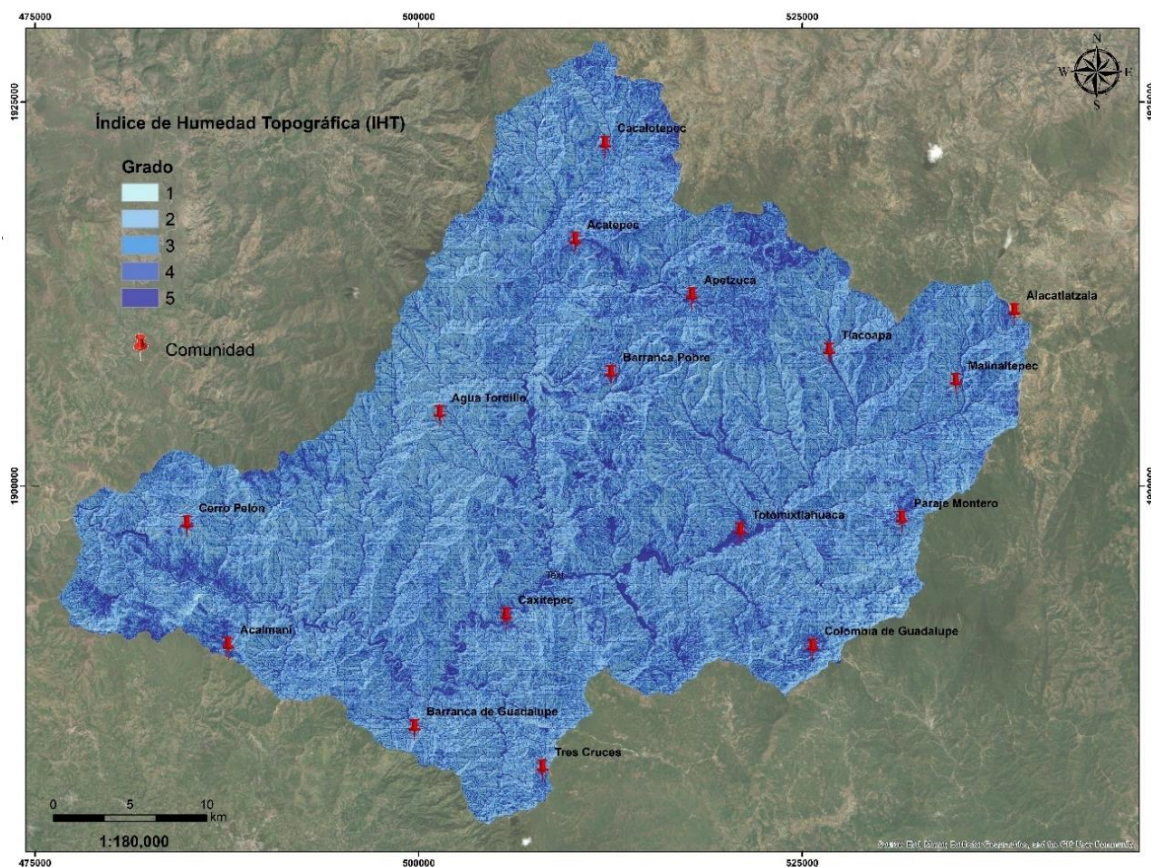 475000
500000
525000
N
W
E
S
1925000
1925000
Índice de Humedad Topográfica (IHT)
Grado
1
2
3
4
5
Comunidad
Cacalotepec
Acatepec
Apetzuca
Alacatlatzala
Tlacoapa
Barranca Pobre
Malinaltepec
Agua Tordillo
1900000
1900000
Cerro Pelón
Paraje Montero
Totomixtlahuaca
Caxitepec
Acalmani
Colombia de Guadalupe
Barranca de Guadalupe
Tres Cruces
0
5
10
km
1:180,000
475000
500000
525000